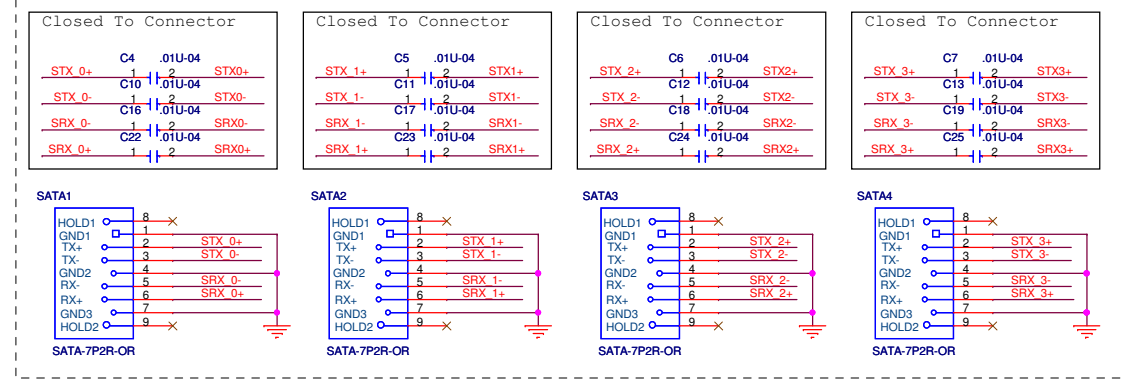 Closed To Connector
C4 .01U-04
STX_0+ 1 2 STX0+
C10 .01U-04
STX_0- 1 2 STX0-
C16 .01U-04
SRX_0- 1 2 SRX0-
C22 .01U-04
SRX_0+ 1 2 SRX0+
Closed To Connector
C5 .01U-04
STX_1+ 1 2 STX1+
C11 .01U-04
STX_1- 1 2 STX1-
C17 .01U-04
SRX_1- 1 2 SRX1-
C23 .01U-04
SRX_1+ 1 2 SRX1+
Closed To Connector
C6 .01U-04
STX_2+ 1 2 STX2+
C12 .01U-04
STX_2- 1 2 STX2-
C18 .01U-04
SRX_2- 1 2 SRX2-
C24 .01U-04
SRX_2+ 1 2 SRX2+
Closed To Connector
C7 .01U-04
STX_3+ 1 2 STX3+
C13 .01U-04
STX_3- 1 2 STX3-
C19 .01U-04
SRX_3- 1 2 SRX3-
C25 .01U-04
SRX_3+ 1 2 SRX3+
SATA1
HOLD1 8
GND1 1
TX+ 2 STX_0+
TX- 3 STX_0-
GND2 4
RX- 5 SRX_0-
RX+ 6 SRX_0+
GND3 7
HOLD2 9
SATA-7P2R-OR
SATA2
HOLD1 8
GND1 1
TX+ 2 STX_1+
TX- 3 STX_1-
GND2 4
RX- 5 SRX_1-
RX+ 6 SRX_1+
GND3 7
HOLD2 9
SATA-7P2R-OR
SATA3
HOLD1 8
GND1 1
TX+ 2 STX_2+
TX- 3 STX_2-
GND2 4
RX- 5 SRX_2-
RX+ 6 SRX_2+
GND3 7
HOLD2 9
SATA-7P2R-OR
SATA4
HOLD1 8
GND1 1
TX+ 2 STX_3+
TX- 3 STX_3-
GND2 4
RX- 5 SRX_3-
RX+ 6 SRX_3+
GND3 7
HOLD2 9
SATA-7P2R-OR